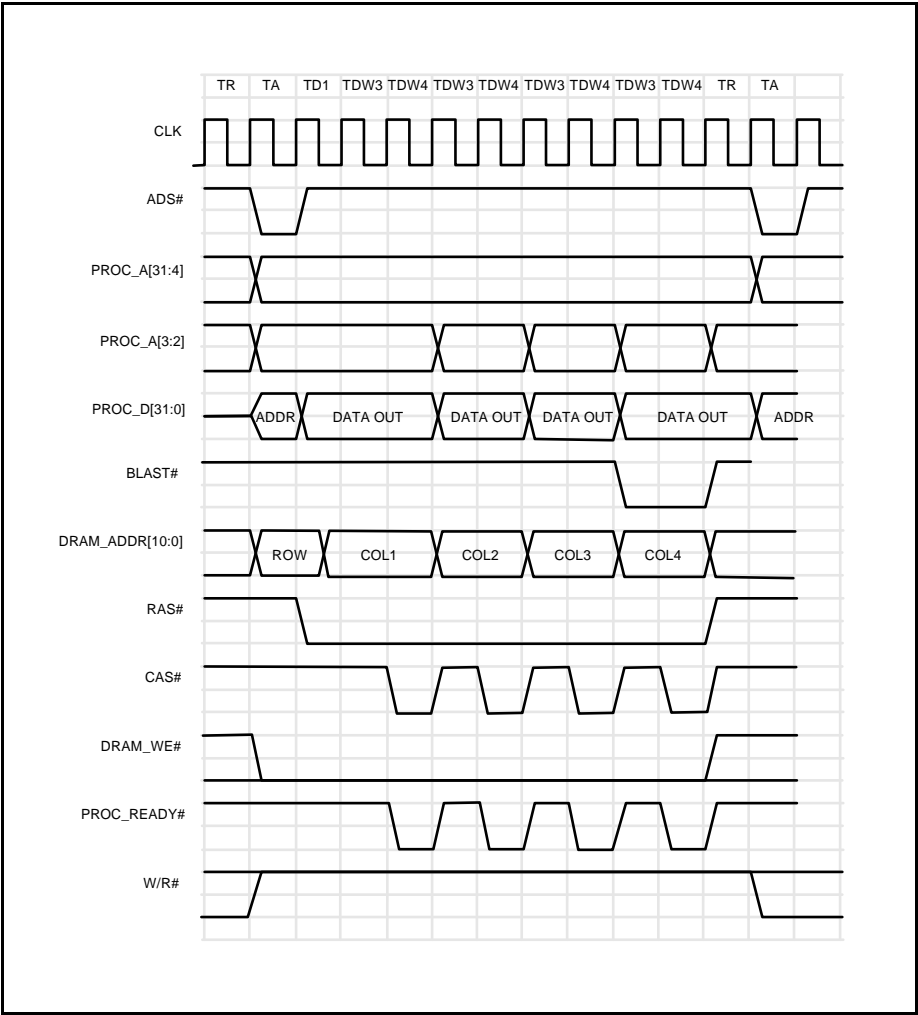 TR TA TD1 TDW3 TDW4 TDW3 TDW4 TDW3 TDW4 TDW3 TDW4 TR TA
CLK
ADS#
PROC_A[31:4]
PROC_A[3:2]
PROC_D[31:0] ADDR DATA OUT DATA OUT DATA OUT DATA OUT ADDR
BLAST#
DRAM_ADDR[10:0] ROW COL1 COL2 COL3 COL4
RAS#
CAS#
DRAM_WE#
PROC_READY#
W/R#